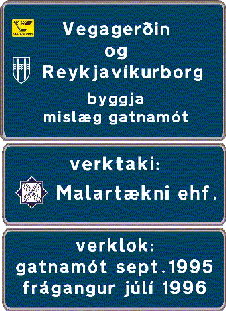 Vegagerðin
og
Reykjavíkurborg
byggja
mislæg gatnamót
verktaki:
Malartækni ehf.
verklok:
gatnamót sept.1995
frágangur júlí 1996